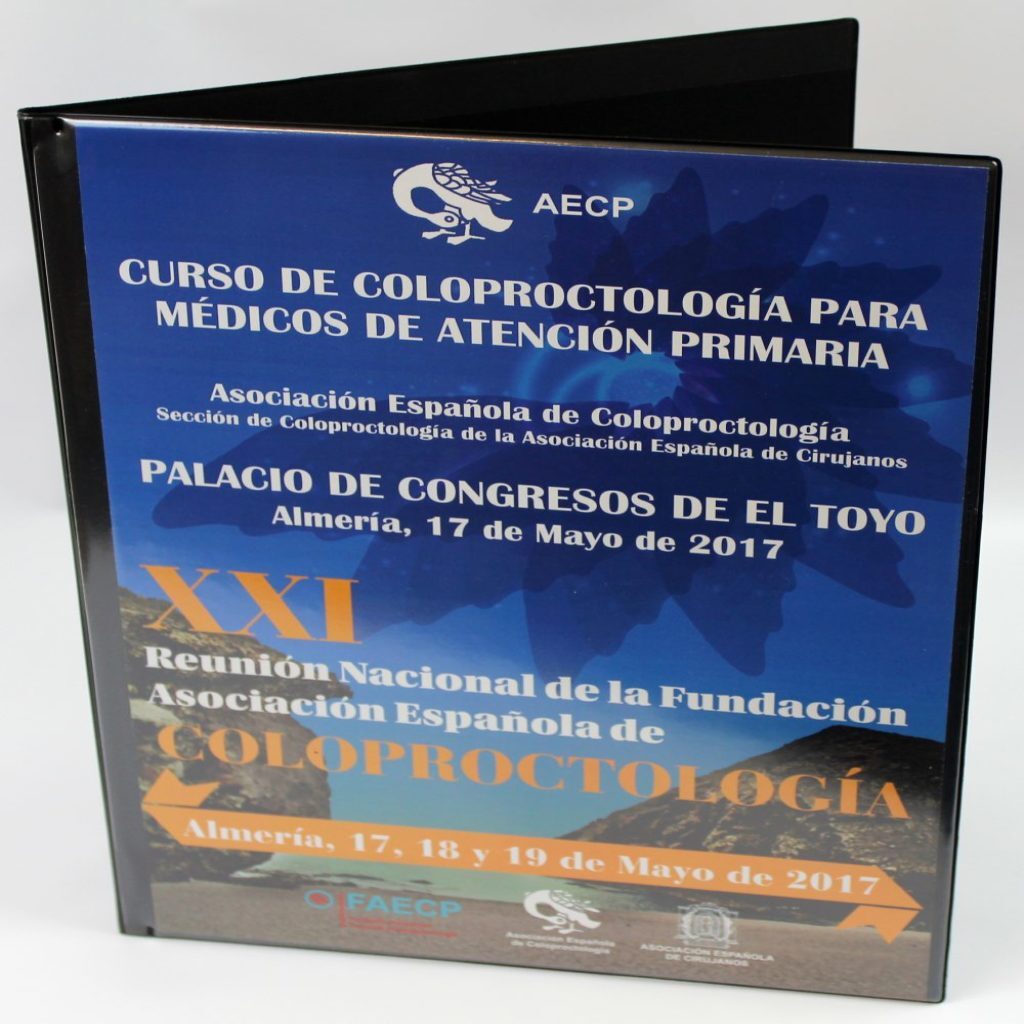 AECP
CURSO DE COLOPROCTOLOGÍA PARA
MÉDICOS DE ATENCIÓN PRIMARIA
Asociación Española de Coloproctología
Sección de Coloproctología de la Asociación Española de Cirujanos
PALACIO DE CONGRESOS DE EL TOYO
Almería, 17 de Mayo de 2017
XXI
Reunión Nacional de la Fundación
Asociación Española de
COLOPROCTOLOGÍA
Almería, 17, 18 y 19 de Mayo de 2017
FAECP
Asociación Española
de Coloproctología
ASOCIACIÓN ESPAÑOLA
DE CIRUJANOS